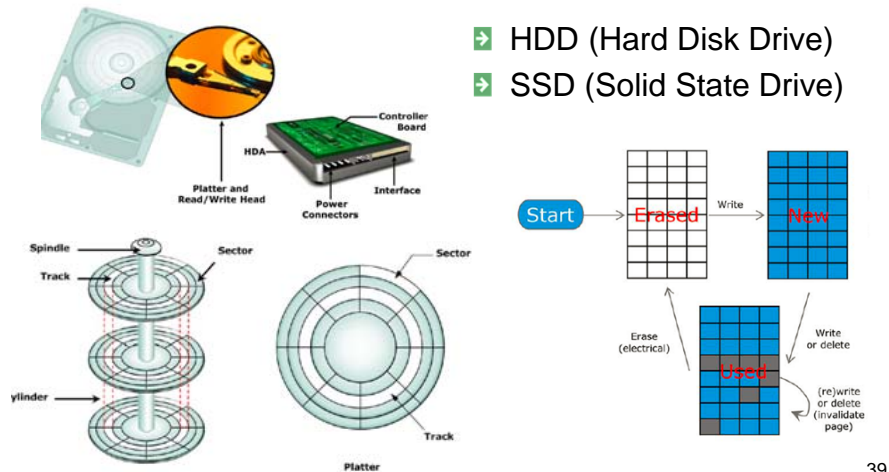 HDD (Hard Disk Drive)
SSD (Solid State Drive)
Controller
Board
HDA
Interface
Power
Connectors
Platter and
Read/Write Head
Spindle
Sector
Track
ylinder
Sector
Track
Platter
Start
Erased
Write
New
Erase
(electrical)
Write
or delete
Used
(re)write
or delete
(invalidate
page)
39